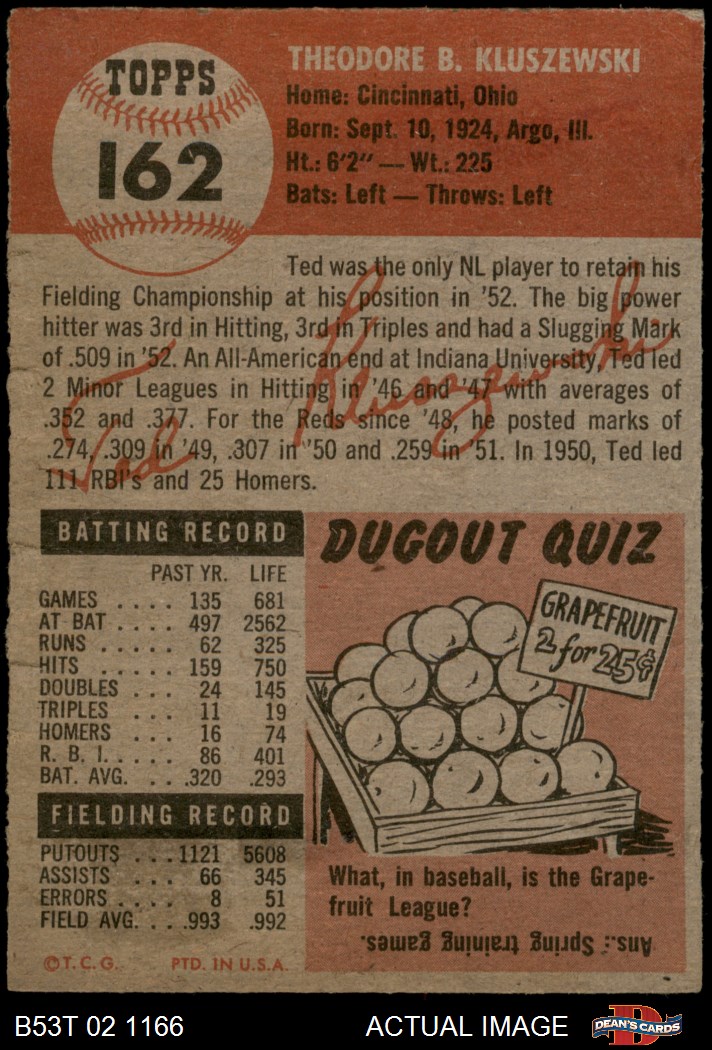 TOPPS
162
THEODORE B. KLUSZEWSKI
Home: Cincinnati, Ohio
Born: Sept. 10, 1924, Argo, Ill.
Ht.: 6'2" — Wt.: 225
Bats: Left — Throws: Left
Ted was the only NL player to retain his
Fielding Championship at his position in '52. The big power
hitter was 3rd in Hitting, 3rd in Triples and had a Slugging Mark
of .509 in '52. An All-American end at Indiana University, Ted led
2 Minor Leagues in Hitting in '46 and '47 with averages of
.352 and .377. For the Reds since '48, he posted marks of
.274, .309 in '49, .307 in '50 and .259 in '51. In 1950, Ted led
111 RBI's and 25 Homers.
Ted Kluszewski
BATTING RECORD
PAST YR. LIFE
GAMES .... 135 681
AT BAT .... 497 2562
RUNS ..... 62 325
HITS ..... 159 750
DOUBLES ... 24 145
TRIPLES ... 11 19
HOMERS ... 16 74
R. B. I. .... 86 401
BAT. AVG. ... .320 .293
FIELDING RECORD
PUTOUTS ...1121 5608
ASSISTS ... 66 345
ERRORS .... 8 51
FIELD AVG. ... .993 .992
©T.C.G. PTD. IN U.S.A.
DUGOUT QUIZ
GRAPEFRUIT
2 for 25¢
What, in baseball, is the Grape-
fruit League?
Ans.: Spring training games.
B53T 02 1166 ACTUAL IMAGE
D
DEAN'S CARDS